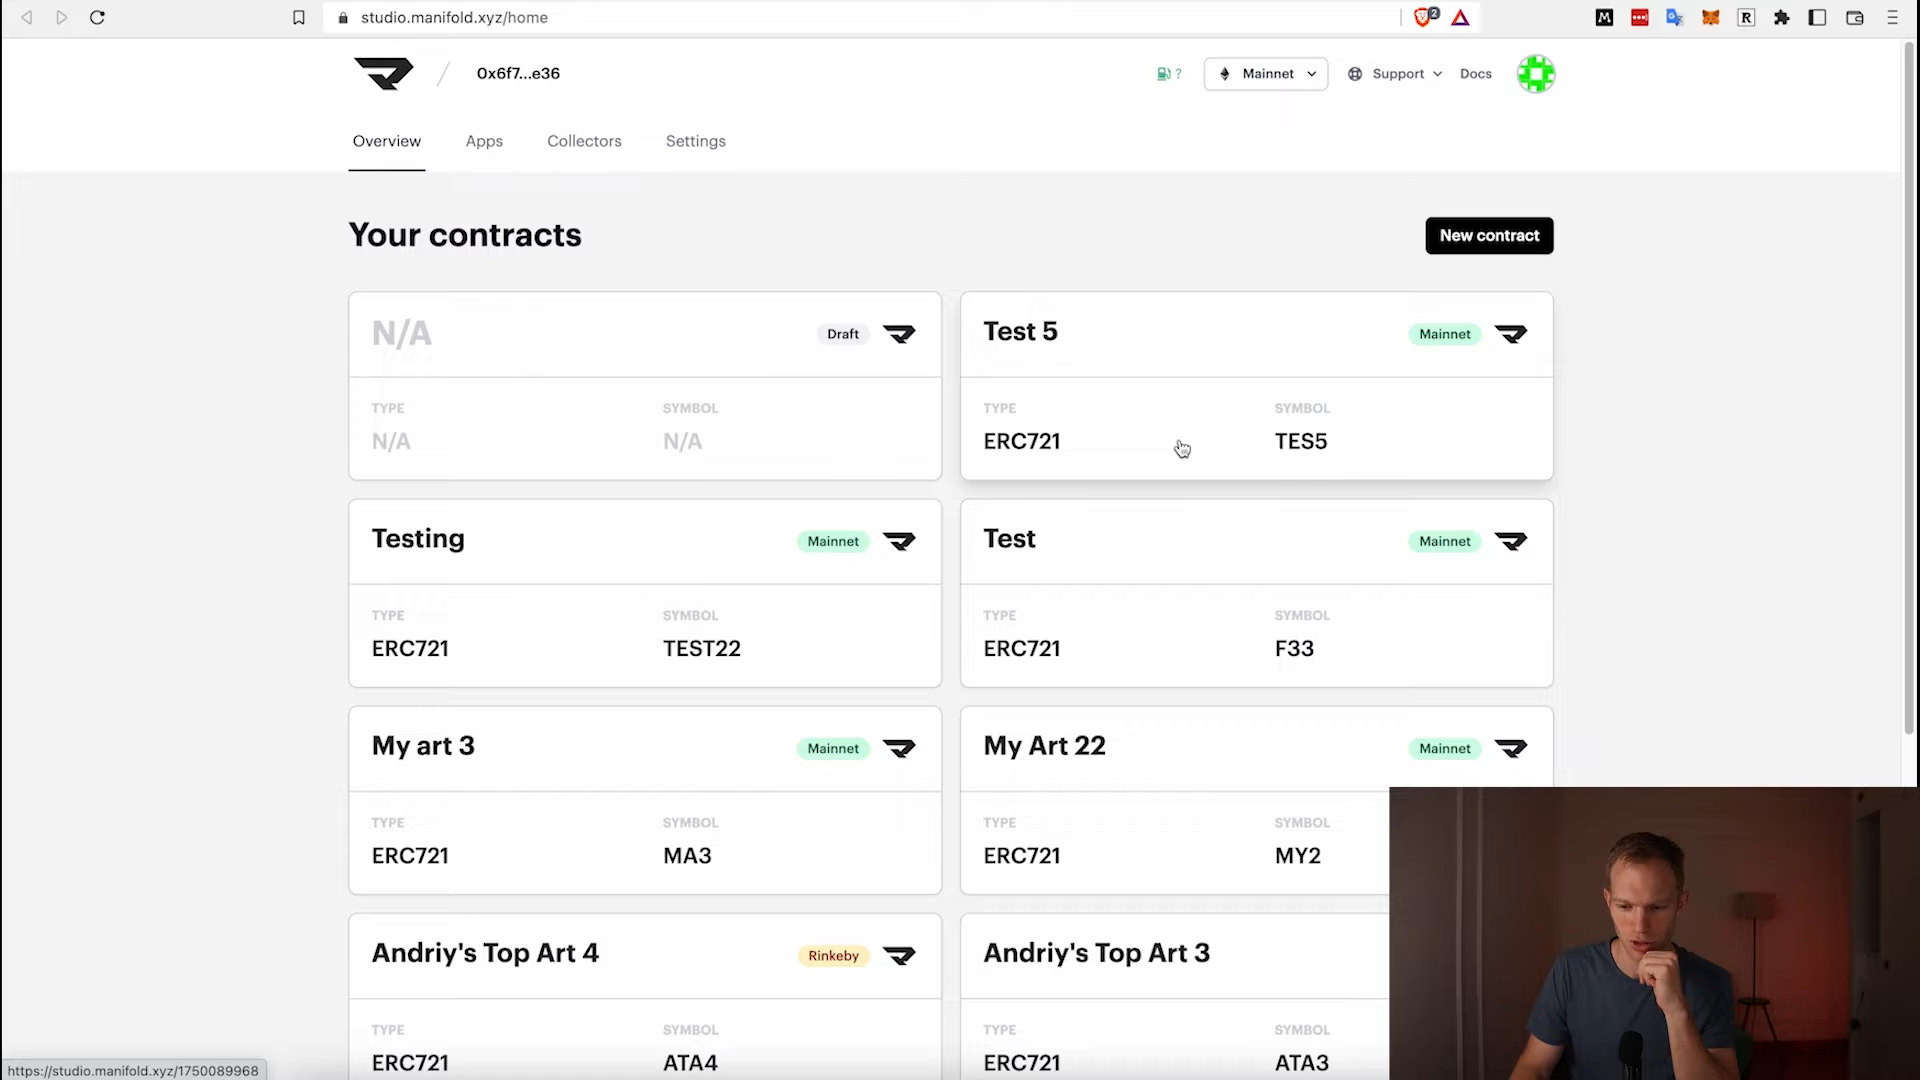 studio.manifold.xyz/home
2
M
R
0x6f7...e36
?
Mainnet
Support
Docs
Overview
Apps
Collectors
Settings
Your contracts
New contract
N/A
Draft
TYPE
SYMBOL
N/A
N/A
Test 5
Mainnet
TYPE
SYMBOL
ERC721
TES5
Testing
Mainnet
TYPE
SYMBOL
ERC721
TEST22
Test
Mainnet
TYPE
SYMBOL
ERC721
F33
My art 3
Mainnet
TYPE
SYMBOL
ERC721
MA3
My Art 22
Mainnet
TYPE
SYMBOL
ERC721
MY2
Andriy's Top Art 4
Rinkeby
TYPE
SYMBOL
ERC721
ATA4
Andriy's Top Art 3
TYPE
SYMBOL
ERC721
ATA3
https://studio.manifold.xyz/1750089968